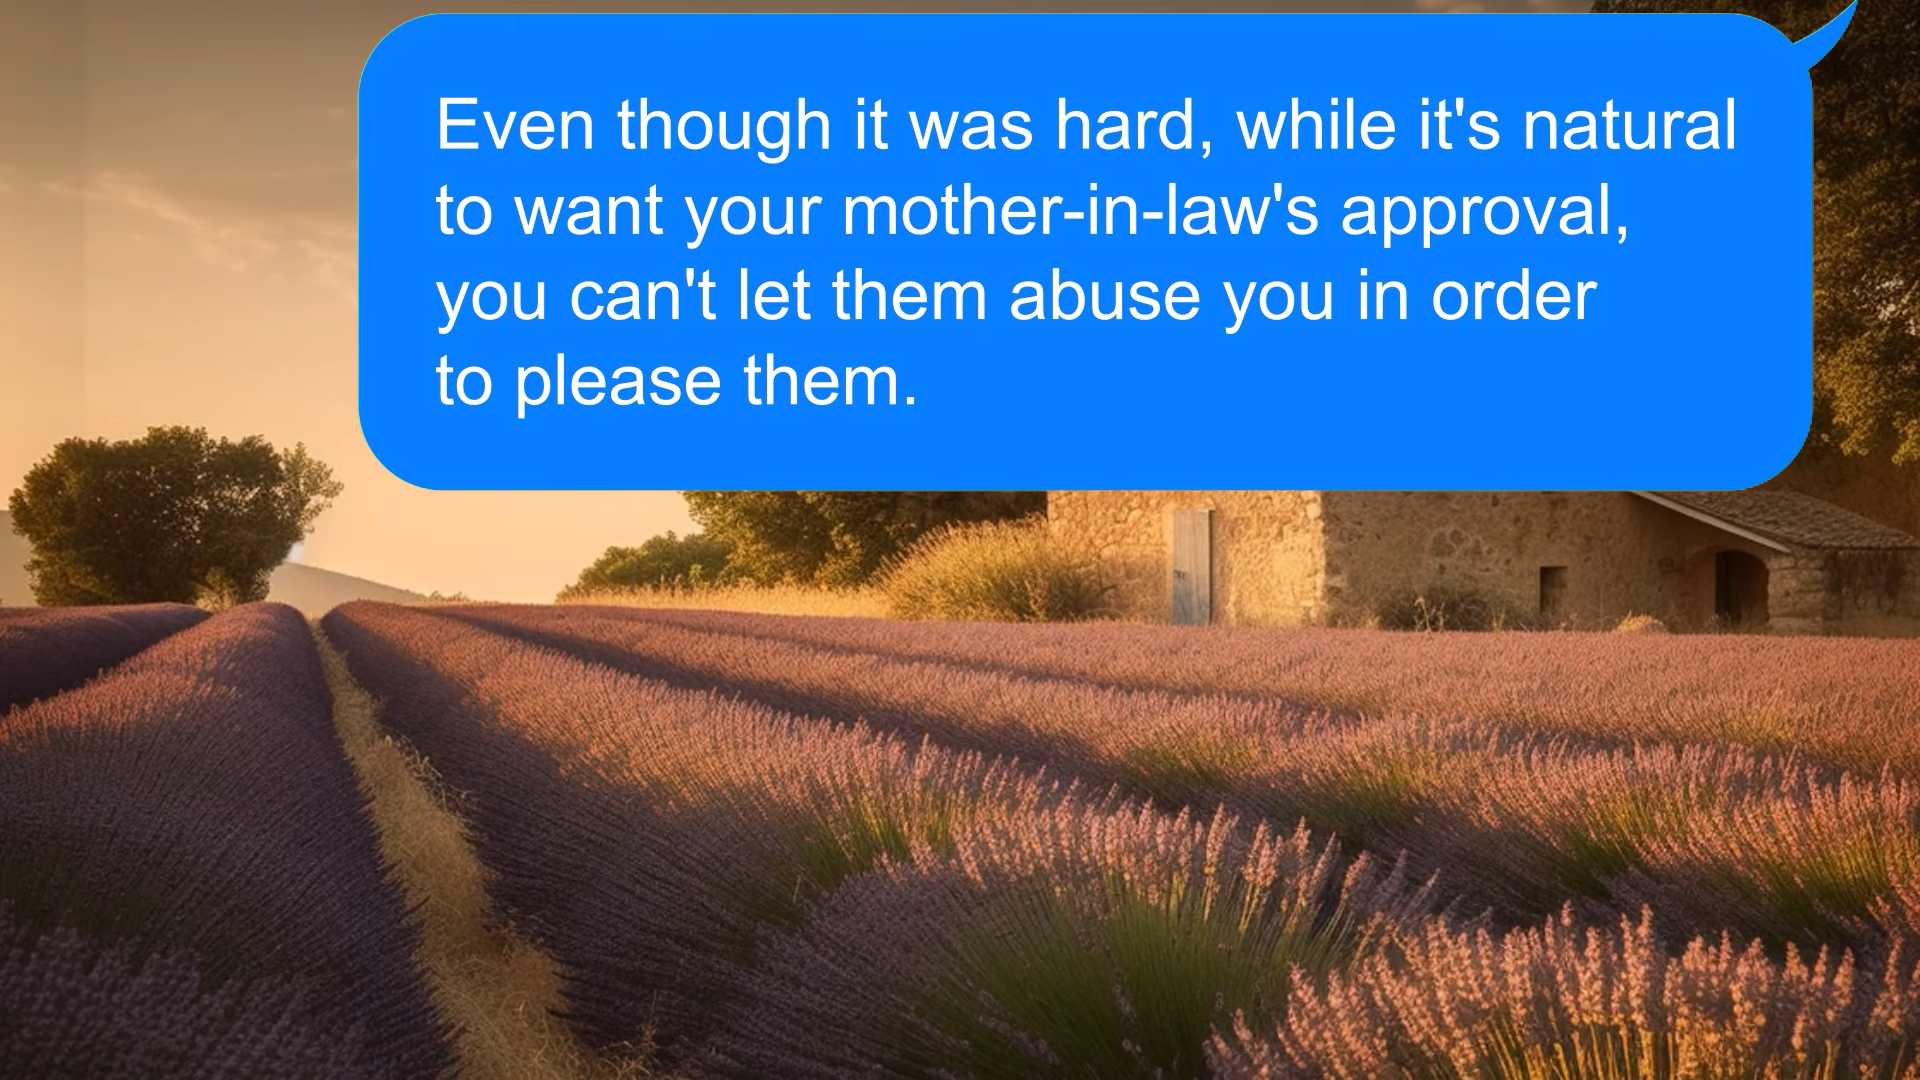 Even though it was hard, while it's natural
to want your mother-in-law's approval,
you can't let them abuse you in order
to please them.